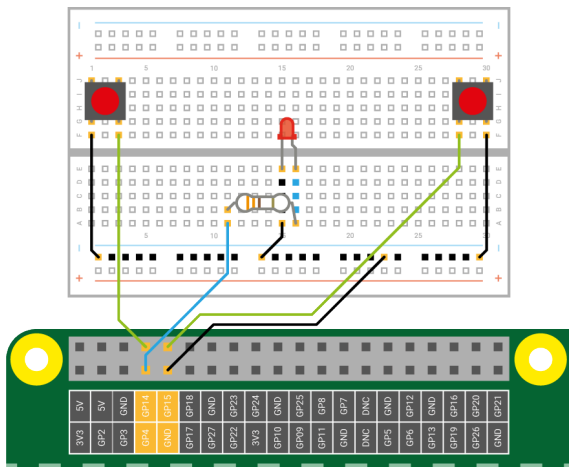 − −
+ +
1 5 10 15 20 25 30
J J
I I
H H
G G
F F
E E
D D
C C
B B
A A
5 10 15 20 25
− −
+ +
5V 5V GND GP14 GP15 GP18 GND GP23 GP24 GND GP25 GP8 GP7 DNC GND GP12 GND GP16 GP20 GP21
3V3 GP2 GP3 GP4 GND GP17 GP27 GP22 3V3 GP10 GP09 GP11 GND DNC GP5 GP6 GP13 GP19 GP26 GND